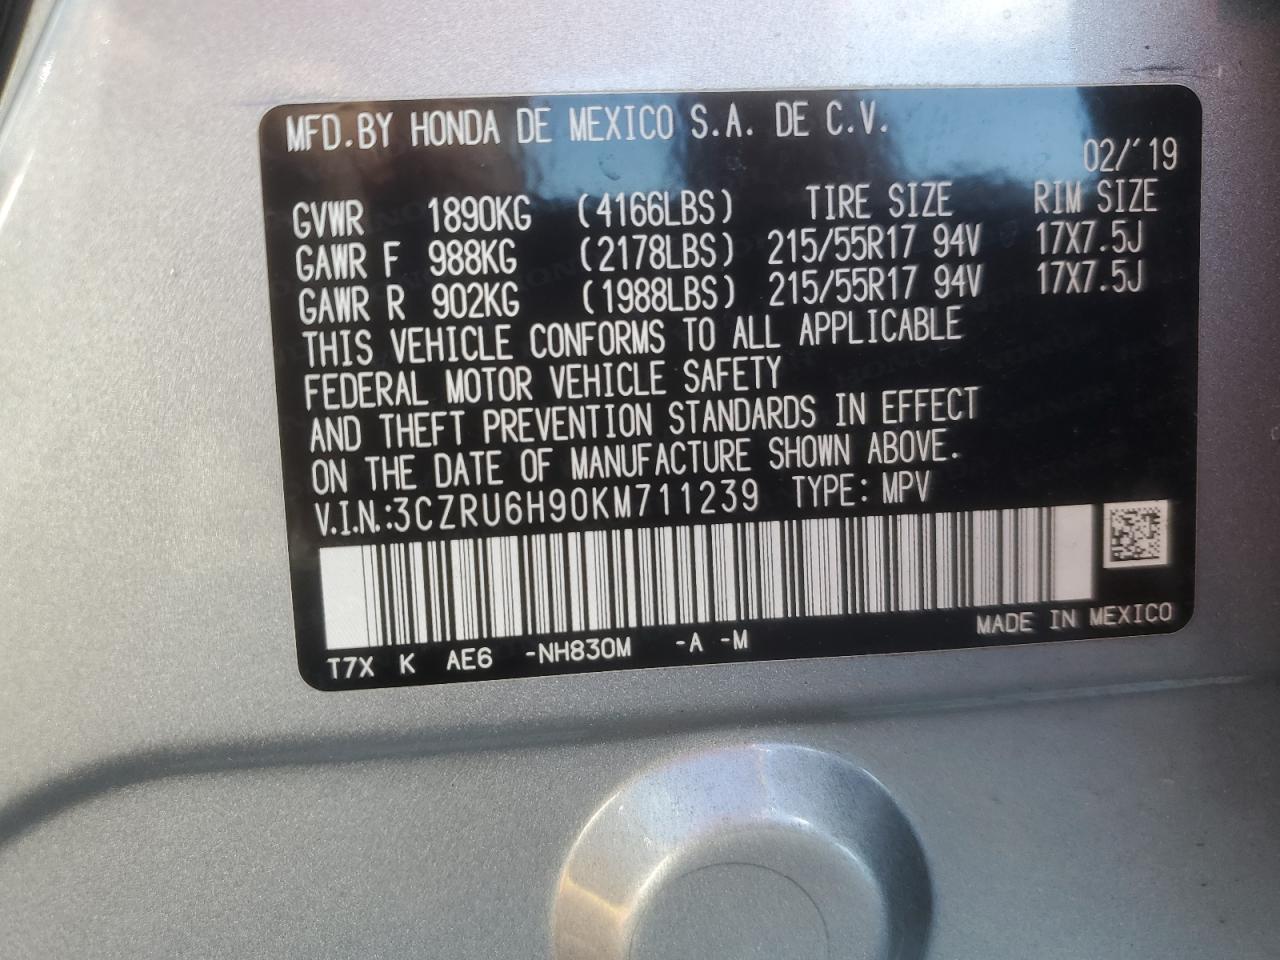 MFD.BY HONDA DE MEXICO S.A. DE C.V.
02/'19
GVWR 1890KG (4166LBS) TIRE SIZE RIM SIZE
GAWR F 988KG (2178LBS) 215/55R17 94V 17X7.5J
GAWR R 902KG (1988LBS) 215/55R17 94V 17X7.5J
THIS VEHICLE CONFORMS TO ALL APPLICABLE
FEDERAL MOTOR VEHICLE SAFETY
AND THEFT PREVENTION STANDARDS IN EFFECT
ON THE DATE OF MANUFACTURE SHOWN ABOVE.
V.I.N.:3CZRU6H90KM711239 TYPE: MPV
MADE IN MEXICO
T7X K AE6 -NH830M -A -M